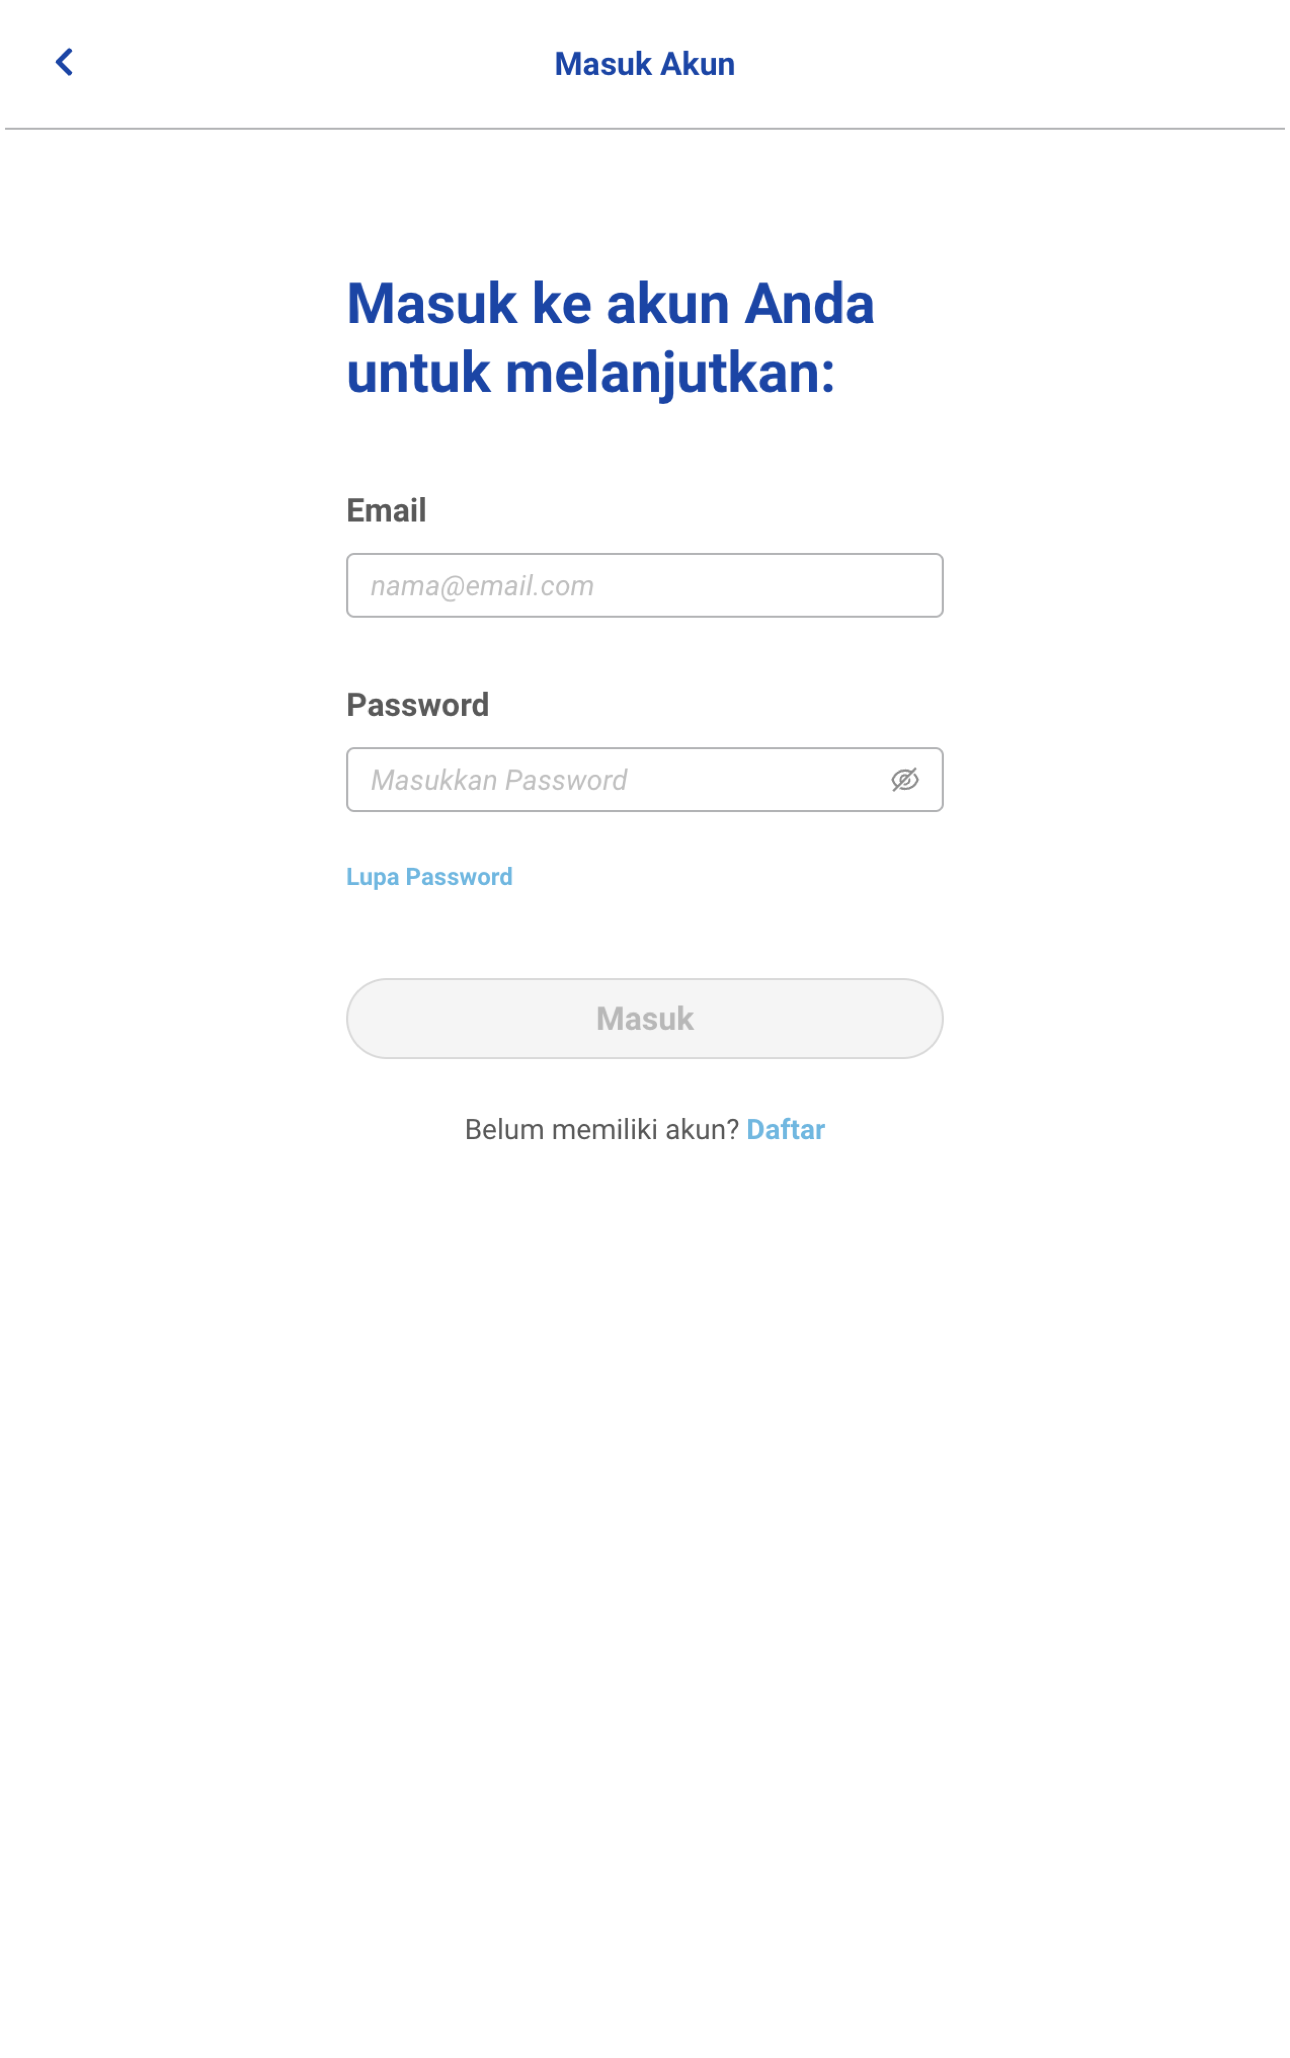 Masuk Akun
Masuk ke akun Anda
untuk melanjutkan:
Email
nama@email.com
Password
Masukkan Password
Lupa Password
Masuk
Belum memiliki akun? Daftar